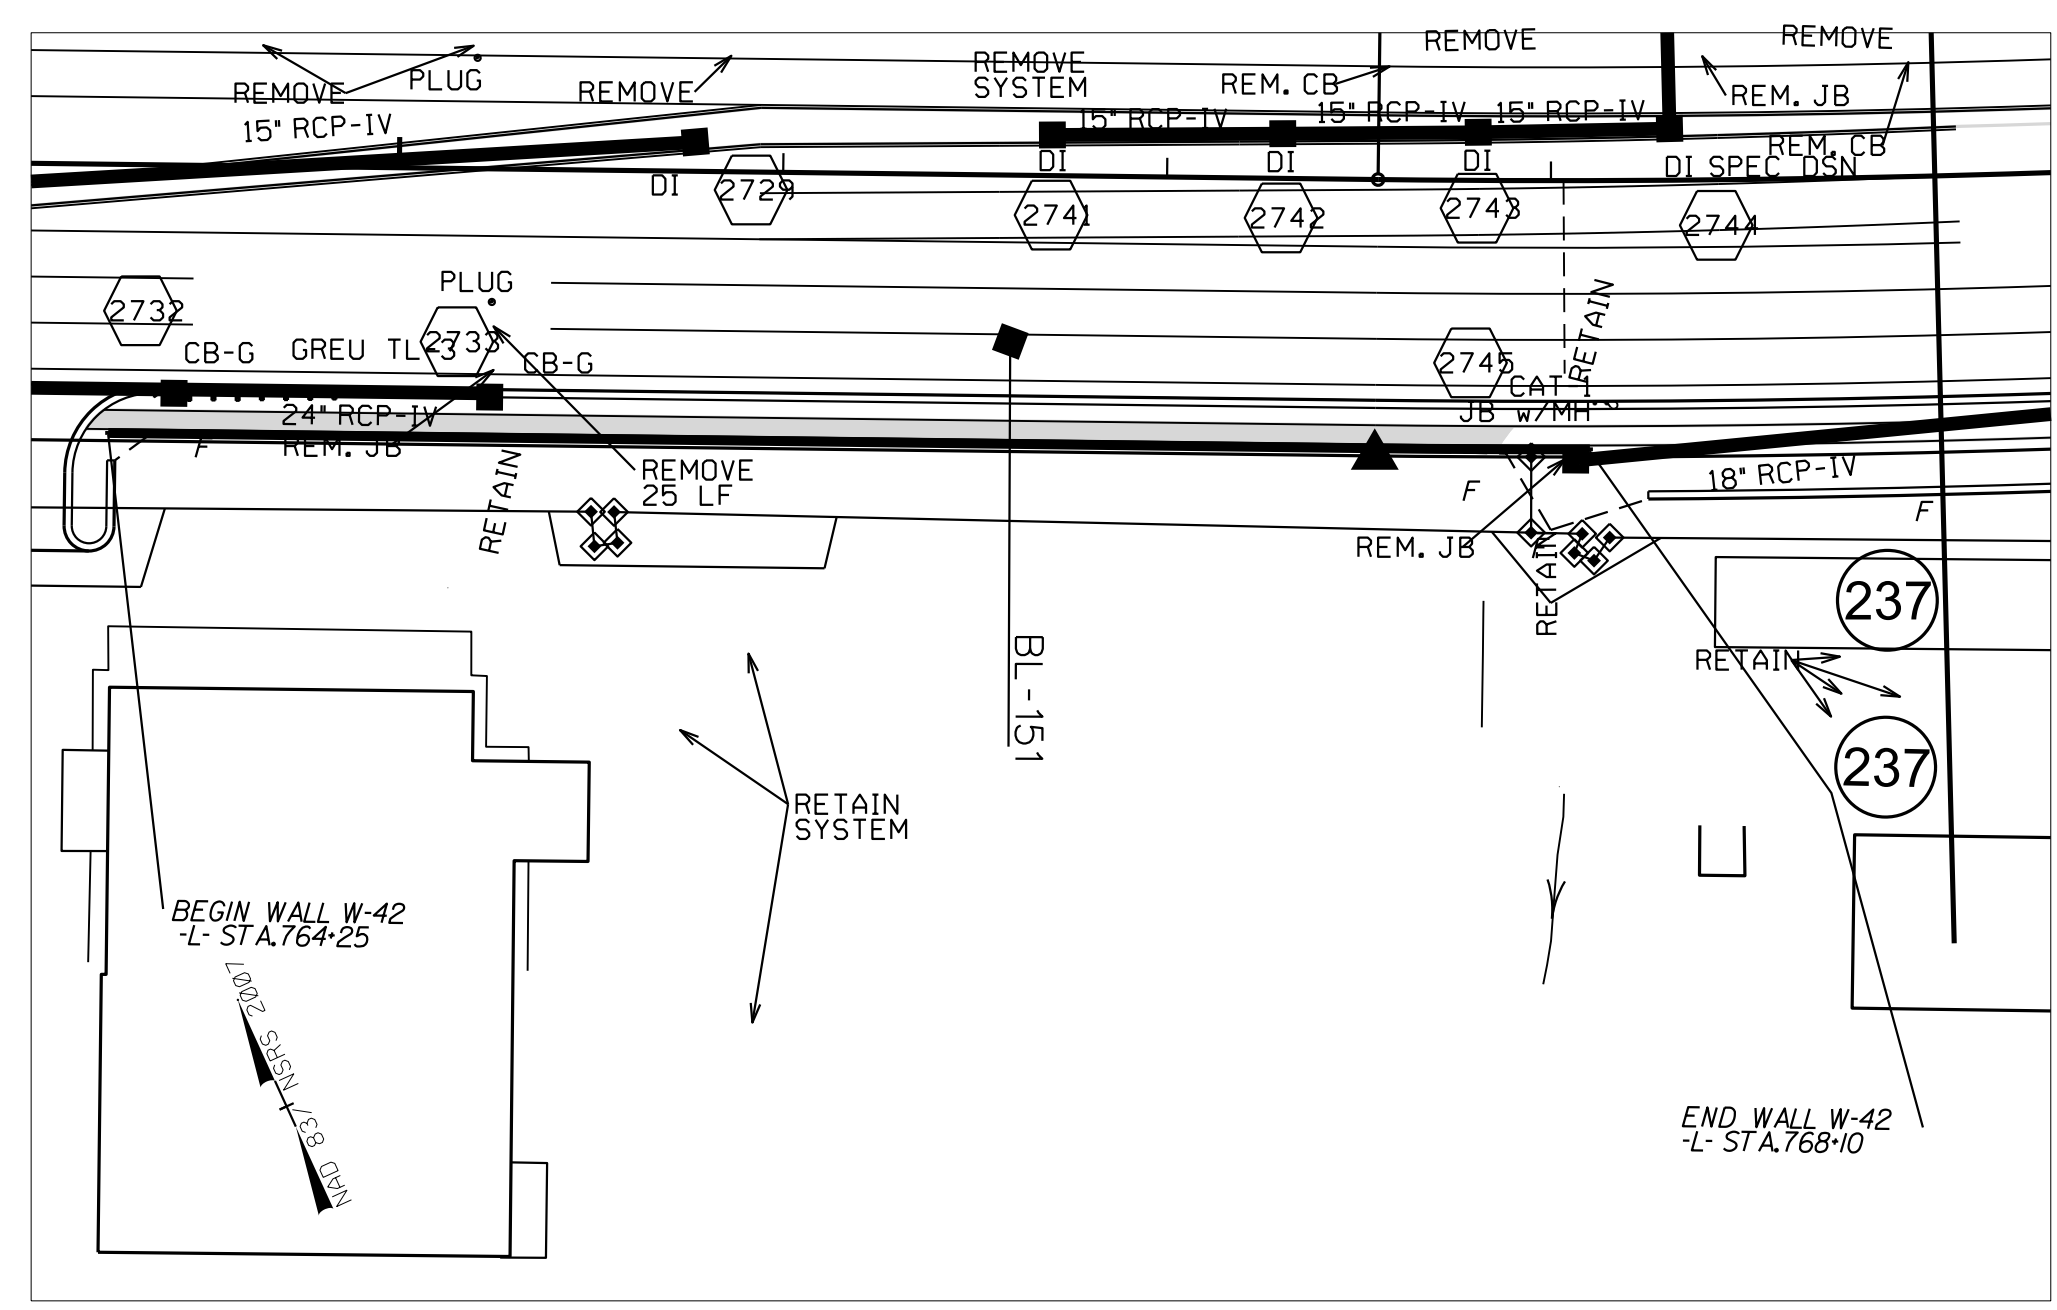 REMOVE
REMOVE
REMOVE
SYSTEM
PLUG
REMOVE
REMOVE
REM. CB
REM. JB
15" RCP-IV
15" RCP-IV
15" RCP-IV
15" RCP-IV
REM. CB
DI
DI
DI
DI
DI SPEC DSN
2729
2741
2742
2743
2744
PLUG
2732
2733
RETAIN
CB-G
GREU TL-3
CB-G
2745
CAT 1
JB w/MH
24" RCP-IV
F
REM. JB
REMOVE
25 LF
18" RCP-IV
F
F
RETAIN
REM. JB
RETAIN
237
RETAIN
BL-151
237
RETAIN
SYSTEM
BEGIN WALL W-42
-L- STA.764+25
NAD 83/ NSRS 2007
END WALL W-42
-L- STA.768+10